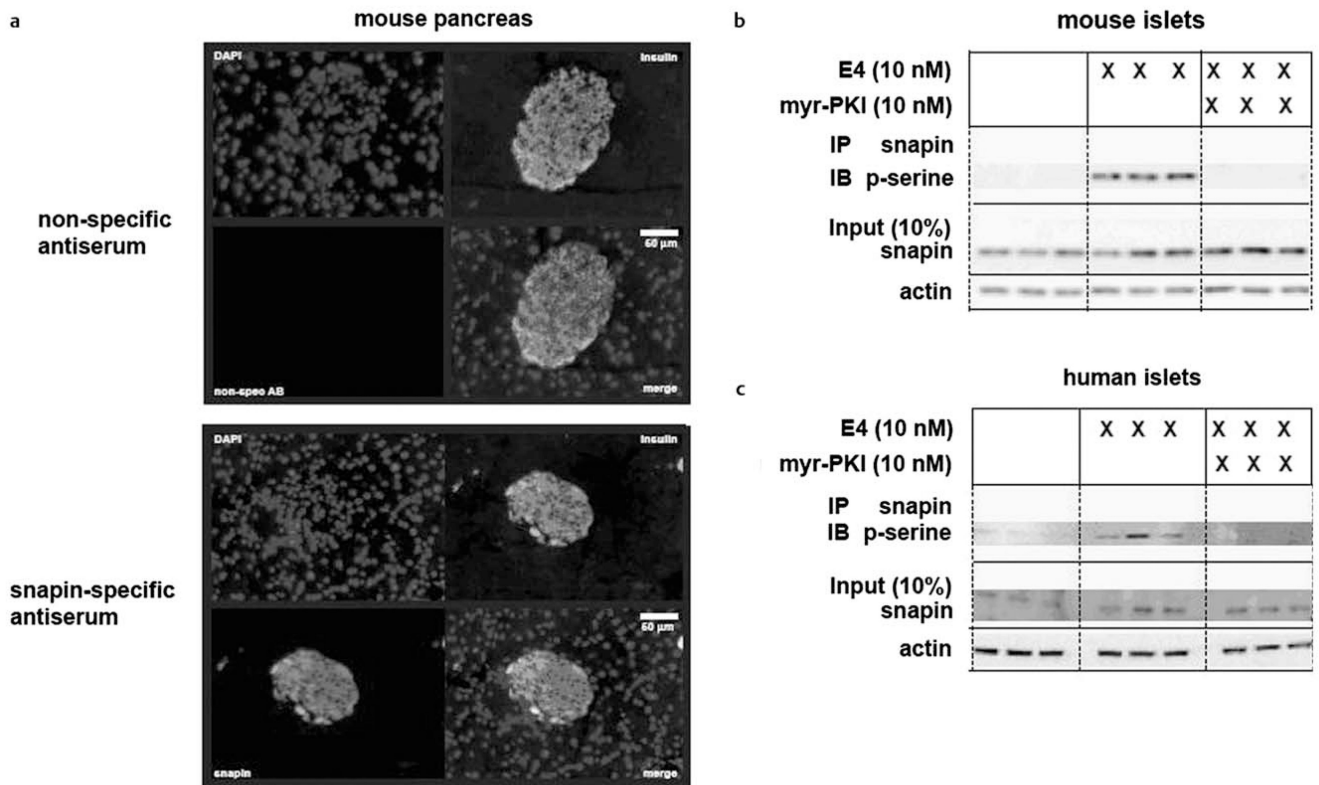 a
mouse pancreas
non-specific
antiserum
DAPI
Insulin
60 µm
non-spec AB
merge
snapin-specific
antiserum
DAPI
Insulin
60 µm
snapin
merge
b
mouse islets
E4 (10 nM) X X X X X X
myr-PKI (10 nM) X X X
IP snapin
IB p-serine
Input (10%)
snapin
actin
c
human islets
E4 (10 nM) X X X X X X
myr-PKI (10 nM) X X X
IP snapin
IB p-serine
Input (10%)
snapin
actin